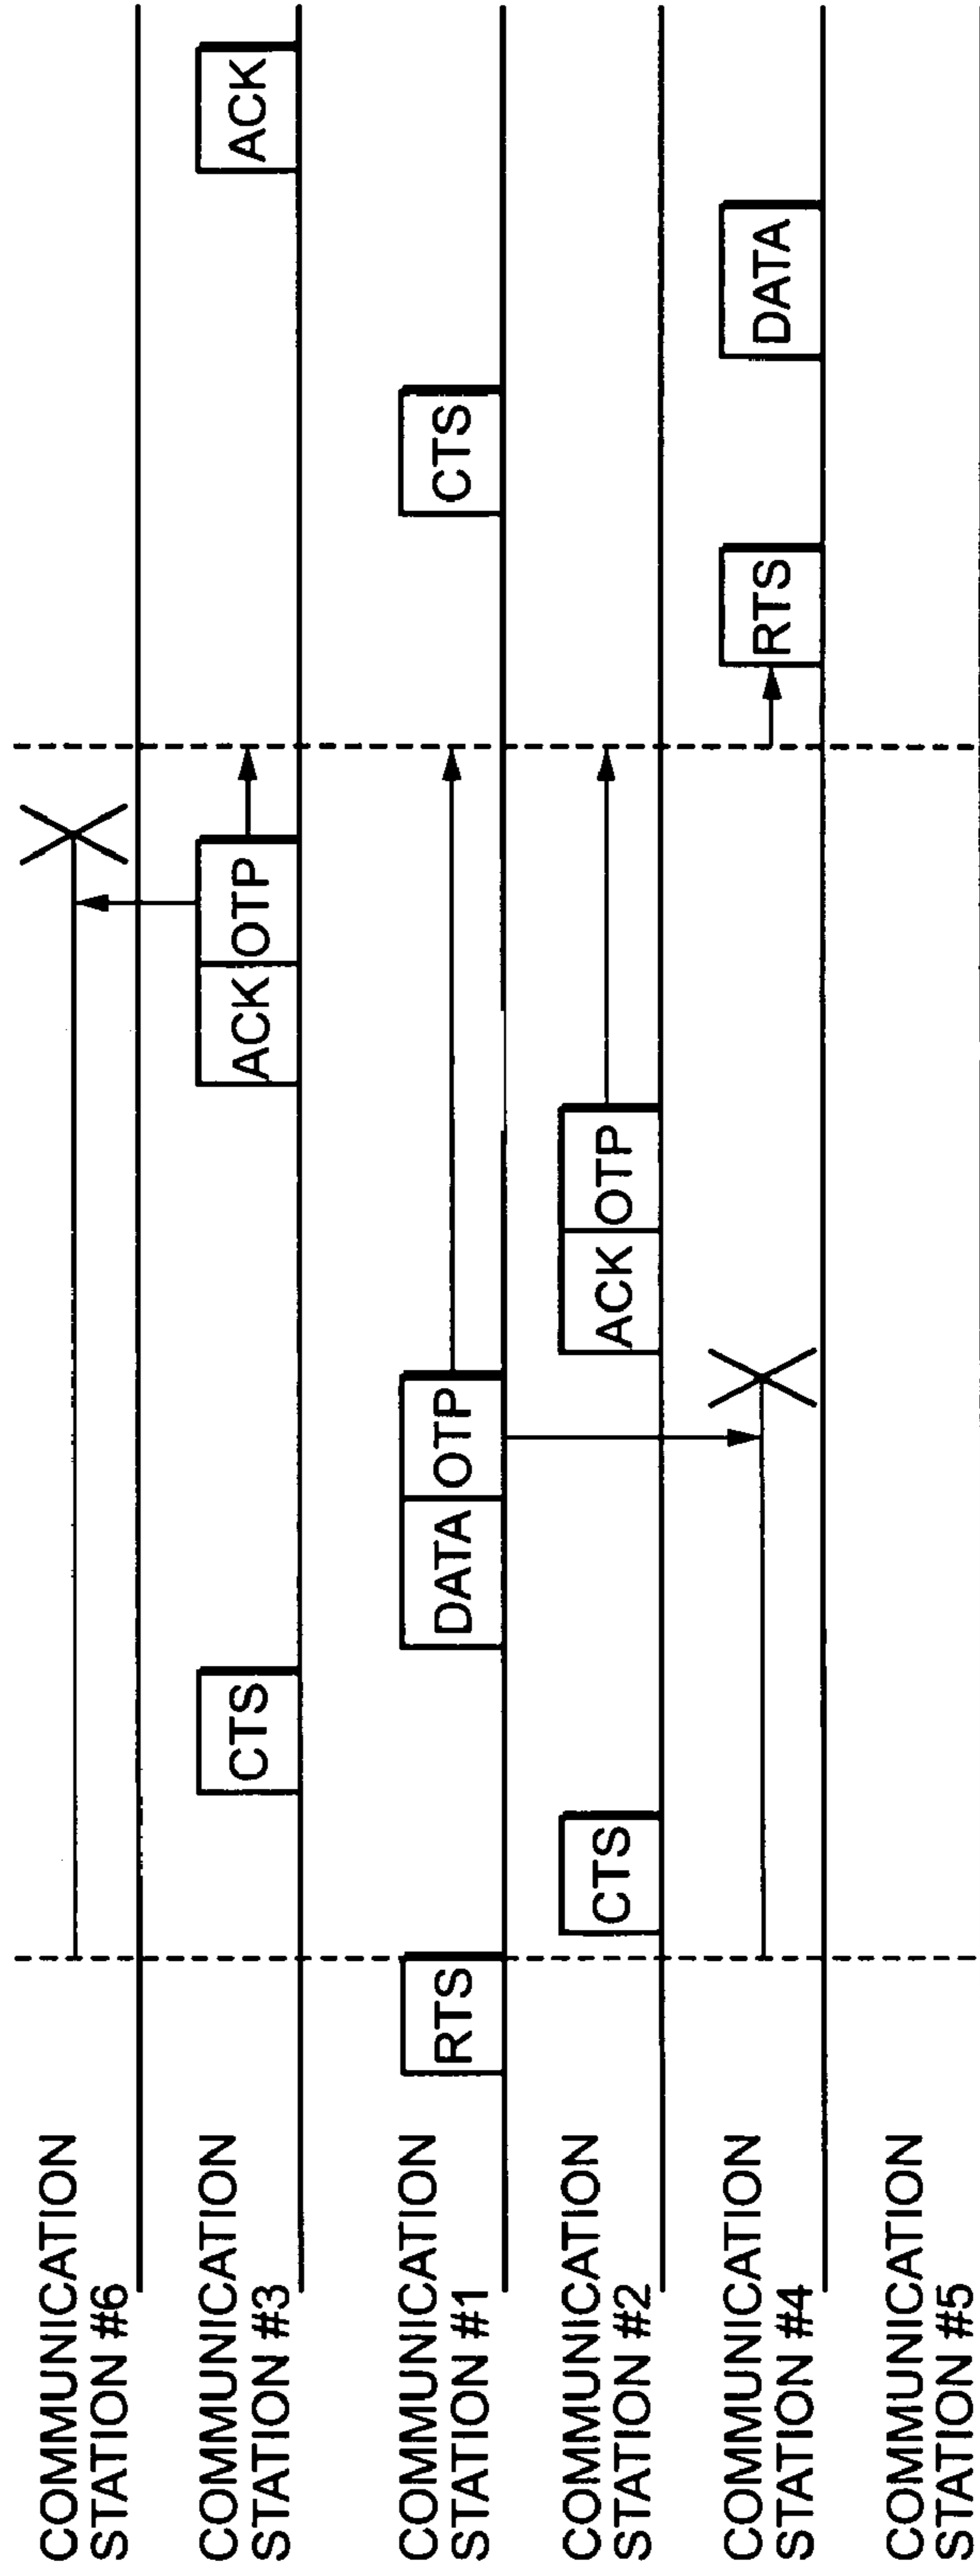 COMMUNICATION
STATION #6
COMMUNICATION
STATION #3
CTS
ACK OTP
ACK
COMMUNICATION
STATION #1
RTS
DATA OTP
CTS
COMMUNICATION
STATION #2
CTS
ACK OTP
COMMUNICATION
STATION #4
RTS
DATA
COMMUNICATION
STATION #5